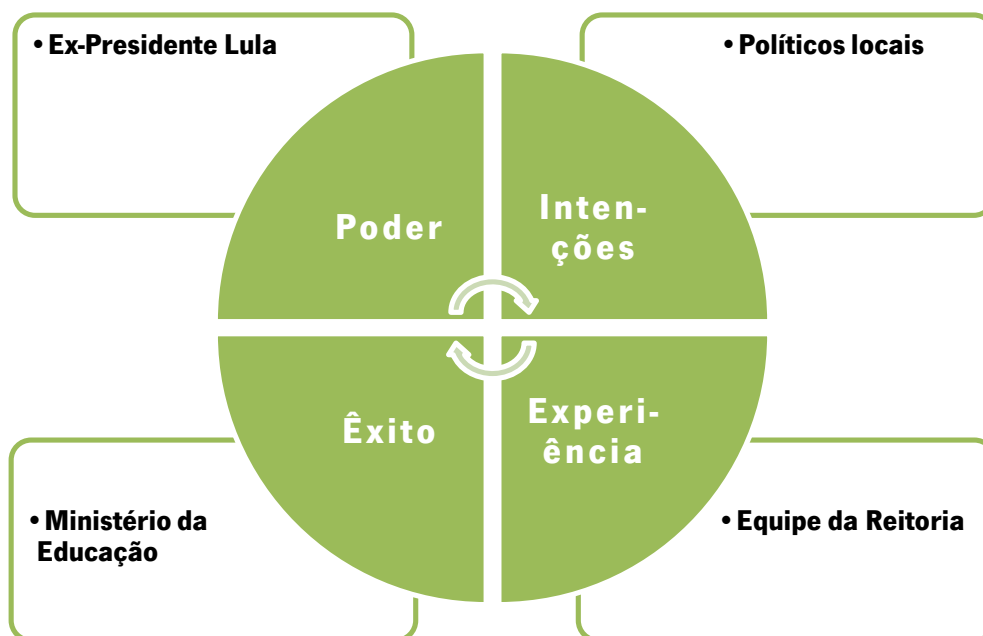 • Ex-Presidente Lula
• Políticos locais
Poder
Inten-
ções
Êxito
Experi-
ência
• Ministério da
Educação
• Equipe da Reitoria